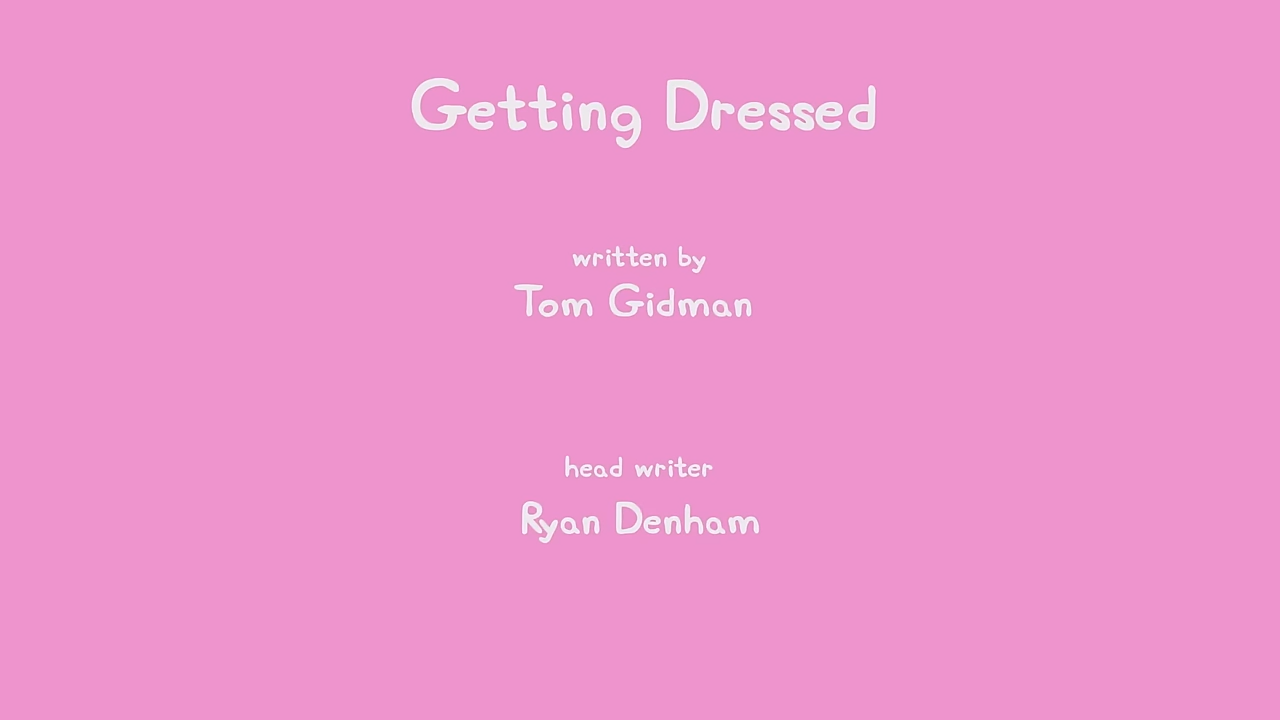 Getting Dressed
written by
Tom Gidman
head writer
Ryan Denham